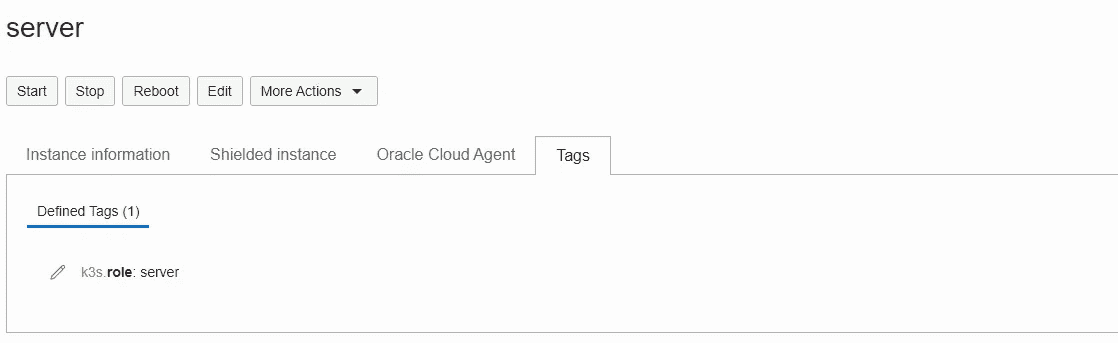 server
Start Stop Reboot Edit More Actions
Instance information Shielded instance Oracle Cloud Agent Tags
Defined Tags (1)
k3s.role: server